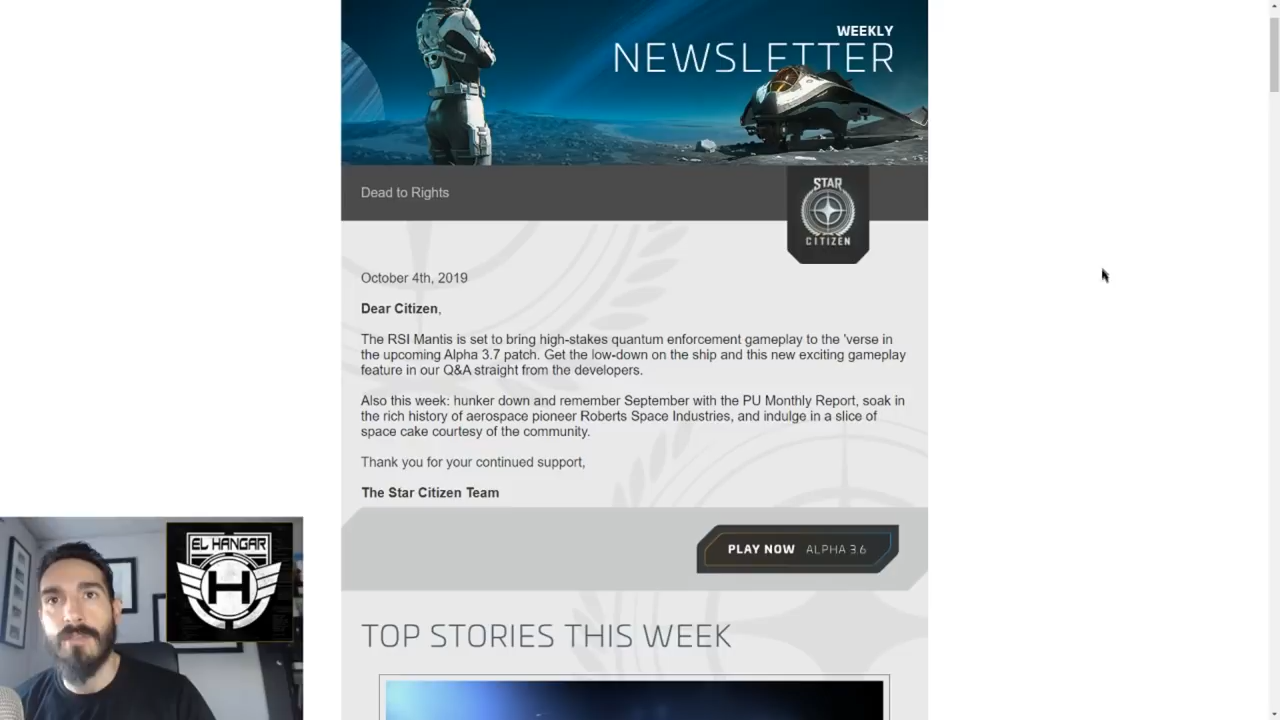 WEEKLY
NEWSLETTER
Dead to Rights
STAR
CITIZEN
October 4th, 2019
Dear Citizen,
The RSI Mantis is set to bring high-stakes quantum enforcement gameplay to the 'verse in
the upcoming Alpha 3.7 patch. Get the low-down on the ship and this new exciting gameplay
feature in our Q&A straight from the developers.
Also this week: hunker down and remember September with the PU Monthly Report, soak in
the rich history of aerospace pioneer Roberts Space Industries, and indulge in a slice of
space cake courtesy of the community.
Thank you for your continued support,
The Star Citizen Team
PLAY NOW ALPHA 3.6
EL HANGAR
H
TOP STORIES THIS WEEK